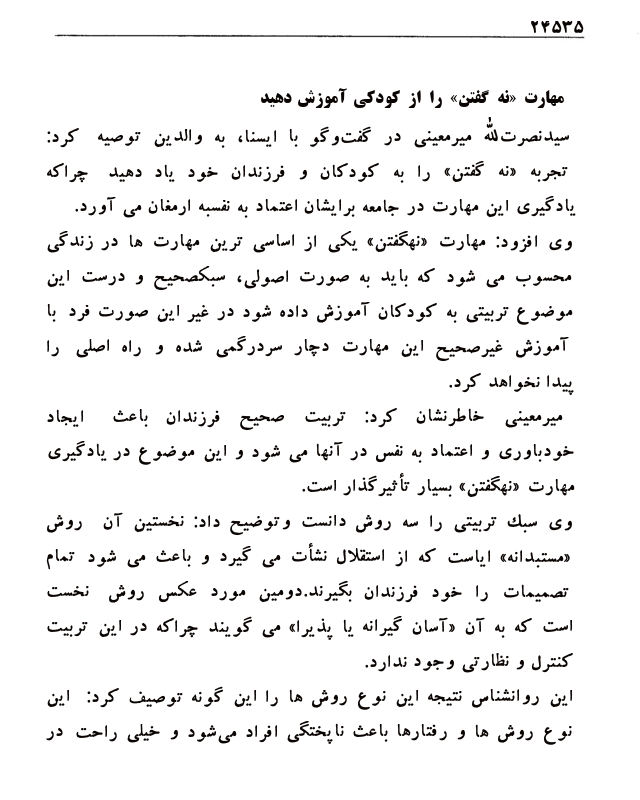 ۲۴۵۳۵
مهارت «نه گفتن» را از کودکی آموزش دهید
سیدنصرت‌الله میرمعینی در گفت‌وگو با ایسنا، به والدین توصیه کرد:
تجربه «نه گفتن» را به کودکان و فرزندان خود یاد دهید چراکه
یادگیری این مهارت در جامعه برایشان اعتماد به نفسبه ارمغان می آورد.
وی افزود: مهارت «نهگفتن» یکی از اساسی ترین مهارت ها در زندگی
محسوب می شود که باید به صورت اصولی، سبکصحیح و درست این
موضوع تربیتی به کودکان آموزش داده شود در غیر این صورت فرد با
آموزش غیرصحیح این مهارت دچار سردرگمی شده و راه اصلی را
پیدا نخواهد کرد.
میرمعینی خاطرنشان کرد: تربیت صحیح فرزندان باعث ایجاد
خودباوری و اعتماد به نفس در آنها می شود و این موضوع در یادگیری
مهارت «نهگفتن» بسیار تأثیرگذار است.
وی سبك تربیتی را سه روش دانست وتوضیح داد: نخستین آن روش
«مستبدانه» ایاست که از استقلال نشأت می گیرد و باعث می شود تمام
تصمیمات را خود فرزندان بگیرند.دومین مورد عکس روش نخست
است که به آن «آسان گیرانه یا پذیرا» می گویند چراکه در این تربیت
کنترل و نظارتی وجود ندارد.
این روانشناس نتیجه این نوع روش ها را این گونه توصیف کرد: این
نوع روش ها و رفتارها باعث ناپختگی افراد می‌شود و خیلی راحت در